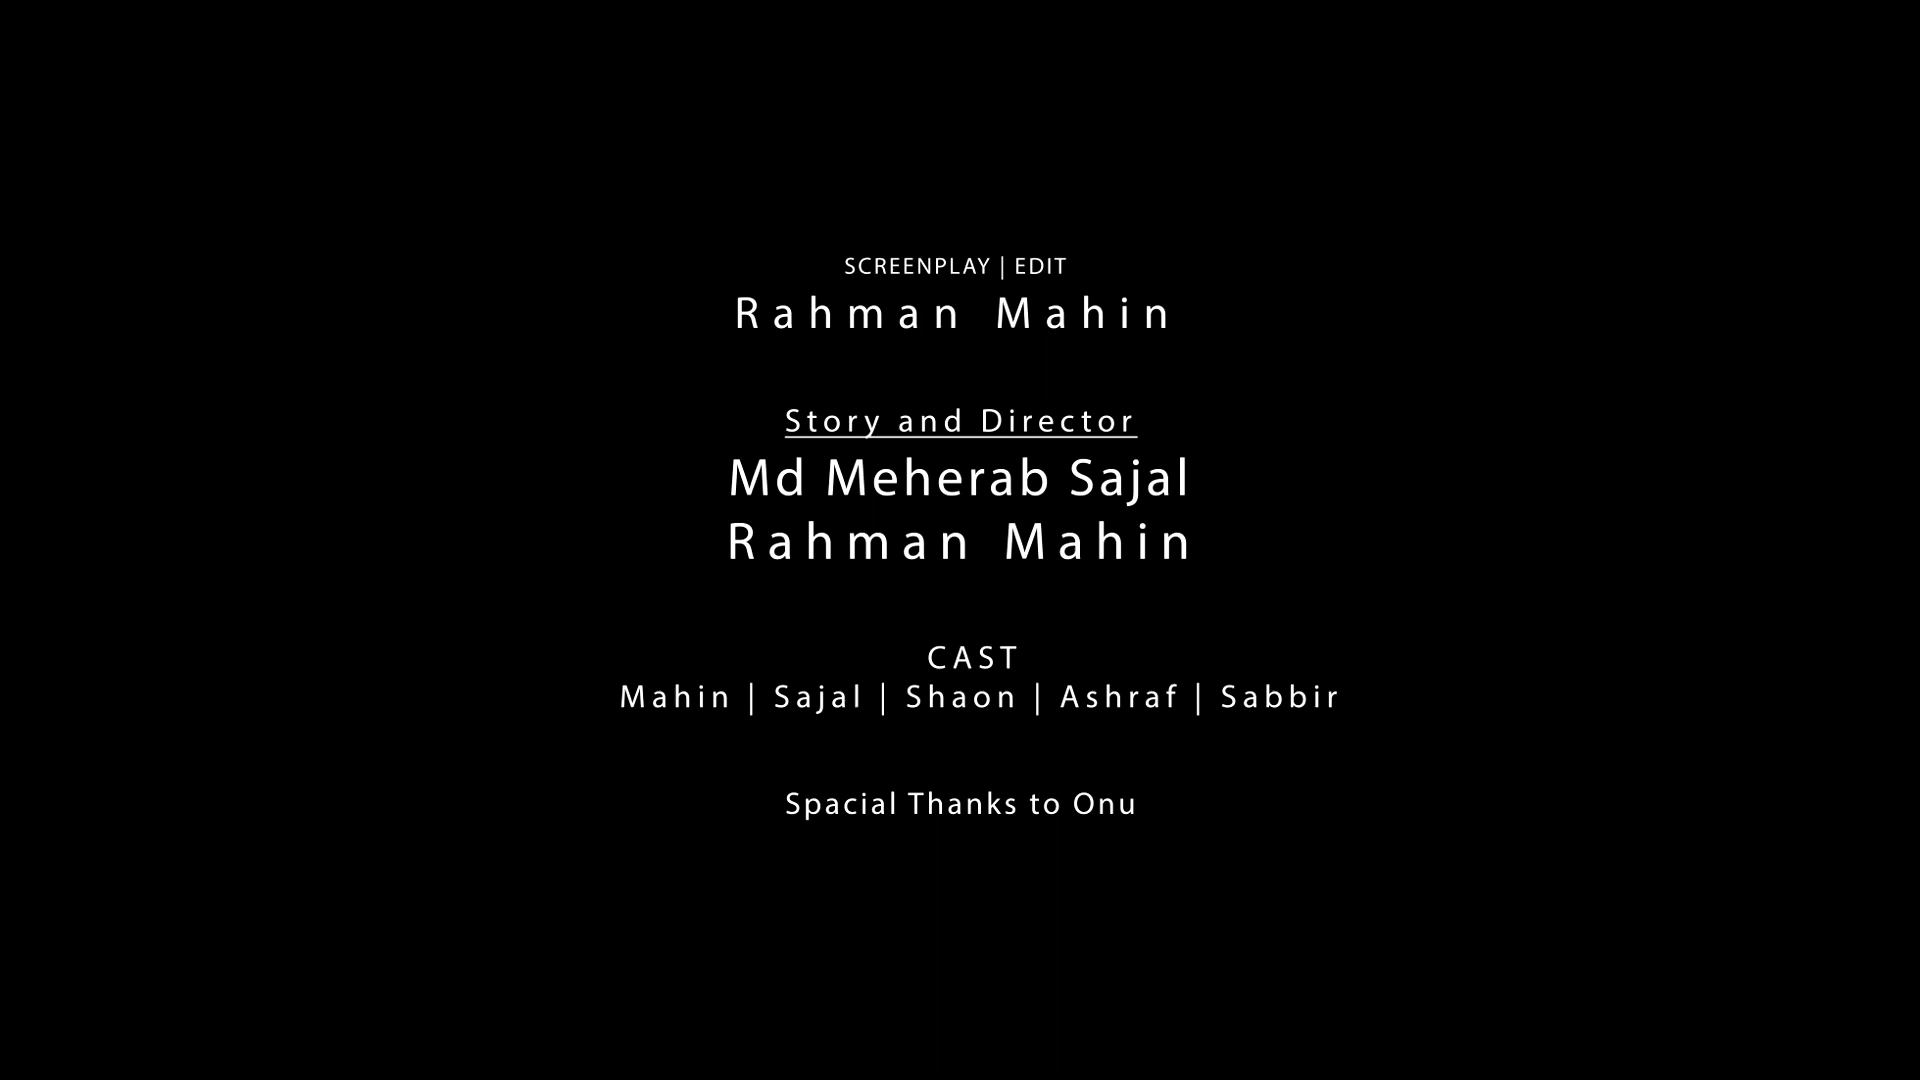 SCREENPLAY | EDIT
Rahman Mahin
Story and Director
Md Meherab Sajal
Rahman Mahin
CAST
Mahin | Sajal | Shaon | Ashraf | Sabbir
Spacial Thanks to Onu